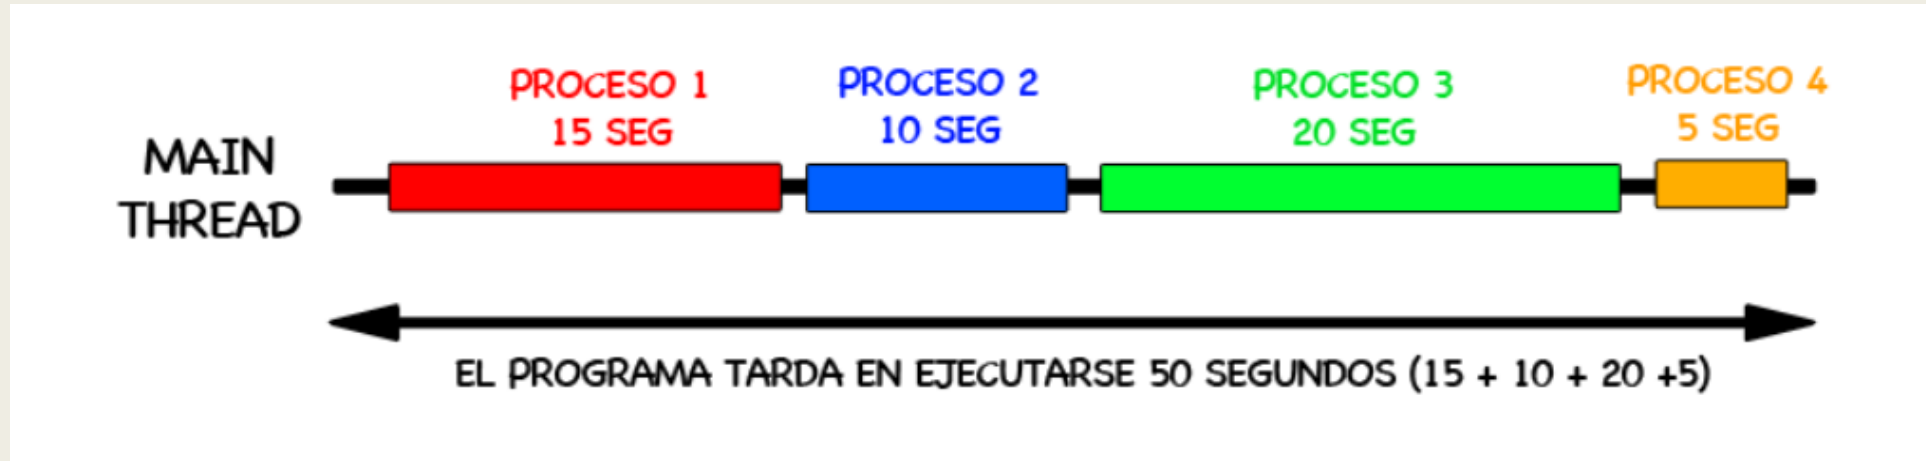 PROCESO 1
15 SEG
PROCESO 2
10 SEG
PROCESO 3
20 SEG
PROCESO 4
5 SEG
MAIN
THREAD
EL PROGRAMA TARDA EN EJECUTARSE 50 SEGUNDOS (15 + 10 + 20 +5)